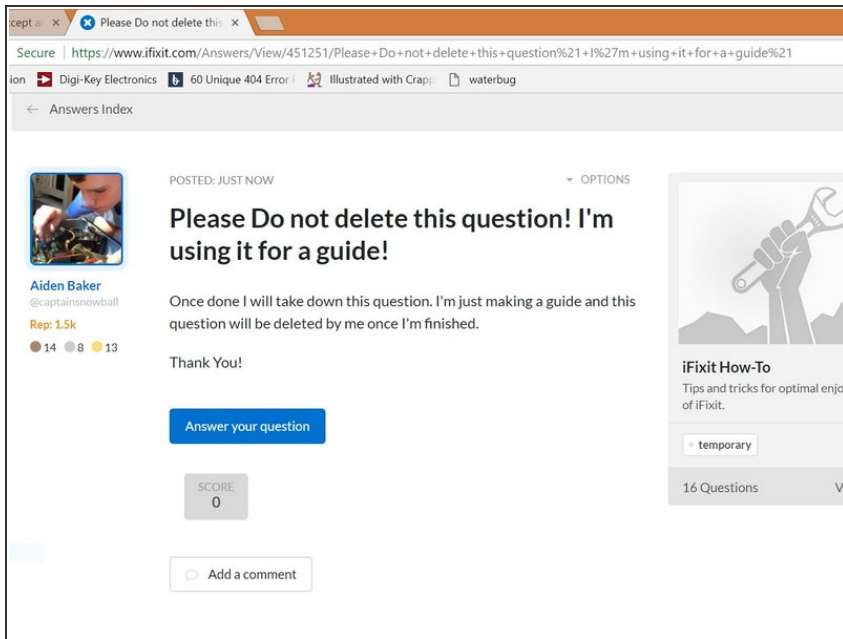 cept a
Please Do not delete this
Secure | https://www.ifixit.com/Answers/View/451251/Please+Do+not+delete+this+question%21+I%27m+using+it+for+a+guide%21
ion Digi-Key Electronics 60 Unique 404 Error Illustrated with Crapp waterbug
← Answers Index
POSTED: JUST NOW
OPTIONS
Please Do not delete this question! I'm
using it for a guide!
Aiden Baker
@captainsnowball
Rep: 1.5k
14 8 13
Once done I will take down this question. I'm just making a guide and this
question will be deleted by me once I'm finished.
Thank You!
Answer your question
SCORE
0
Add a comment
iFixit How-To
Tips and tricks for optimal enjo
of iFixit.
temporary
16 Questions V